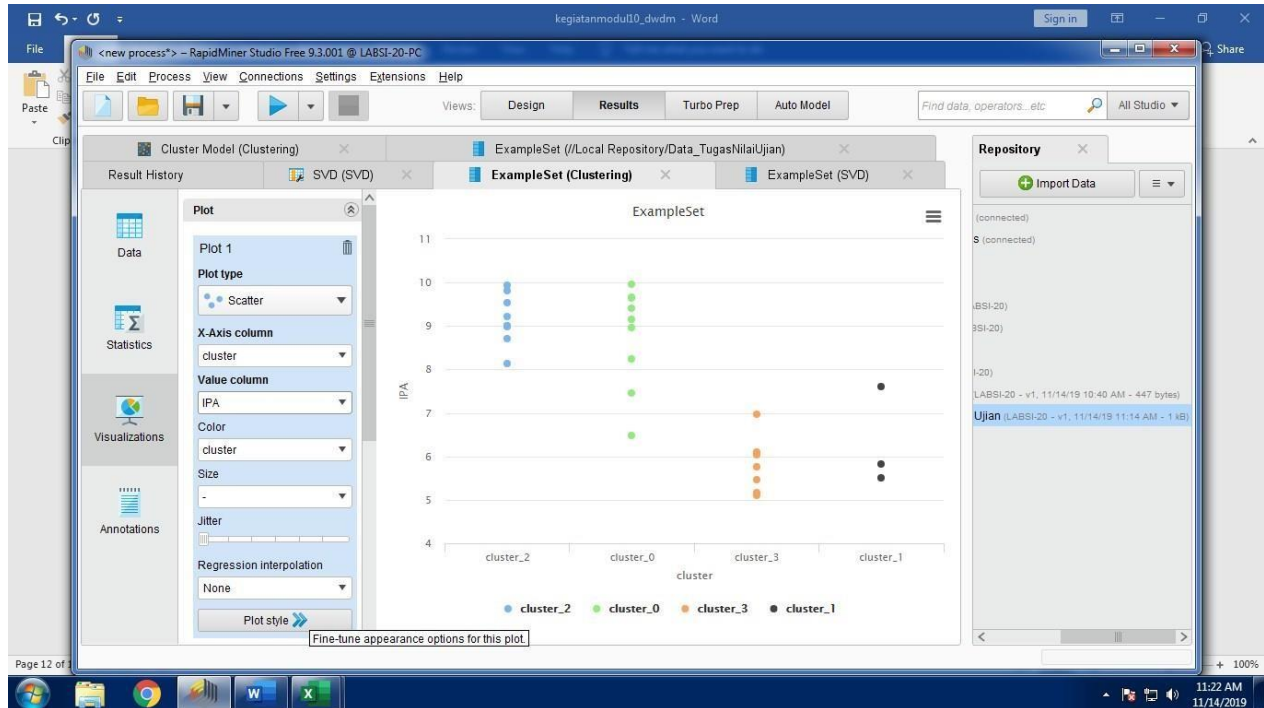 kegiatanmodul10_dwdm - Word
Sign in
File
Share
<new process*> – RapidMiner Studio Free 9.3.001 @ LABSI-20-PC
File Edit Process View Connections Settings Extensions Help
Paste
Clip
Views:
Design
Results
Turbo Prep
Auto Model
Find data, operators...etc
All Studio
Cluster Model (Clustering)
ExampleSet (//Local Repository/Data_TugasNilaiUjian)
Result History
SVD (SVD)
ExampleSet (Clustering)
ExampleSet (SVD)
Repository
Import Data
(connected)
s (connected)
-20)
LABSI-20 - v1, 11/14/19 10:40 AM - 447 bytes)
Ujian (LABSI-20 - v1, 11/14/19 11:14 AM - 1 kB)
Data
Statistics
Visualizations
Annotations
Plot
Plot 1
Plot type
Scatter
X-Axis column
cluster
Value column
IPA
Color
cluster
Size
-
Jitter
Regression interpolation
None
Plot style
Fine-tune appearance options for this plot.
ExampleSet
11
10
9
8
7
6
5
4
IPA
cluster_2 cluster_0 cluster_3 cluster_1
cluster
cluster_2 cluster_0 cluster_3 cluster_1
Page 12 of 1
100%
11:22 AM
11/14/2019